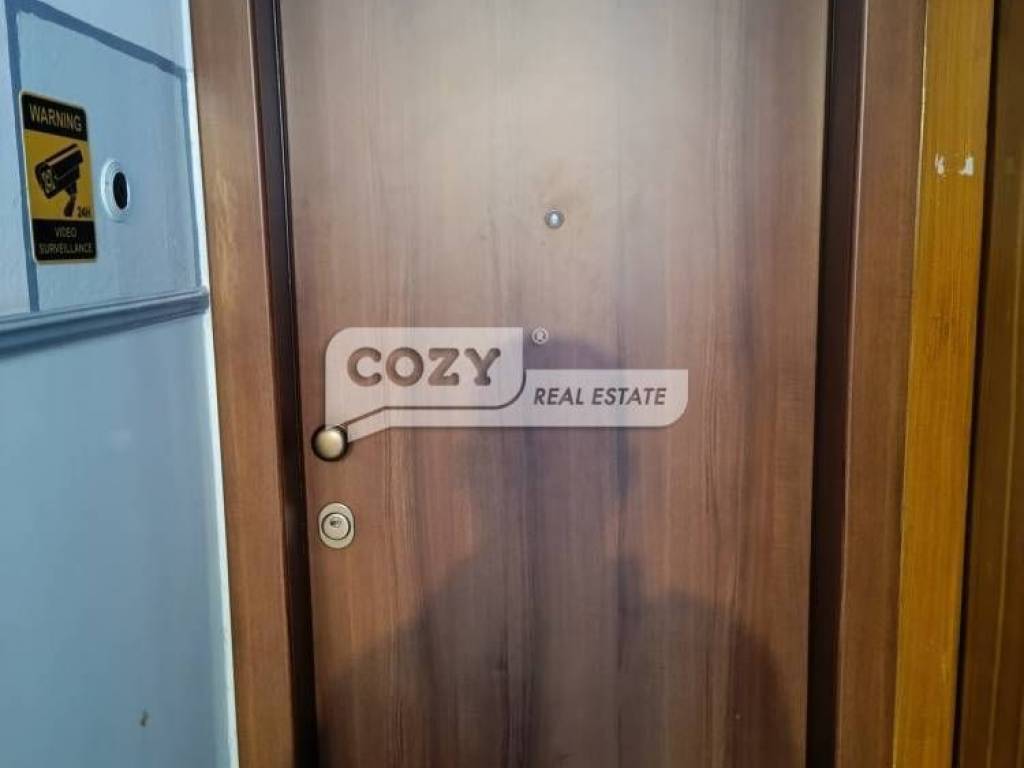 WARNING
24H
VIDEO
SURVEILLANCE
COZY
®
REAL ESTATE